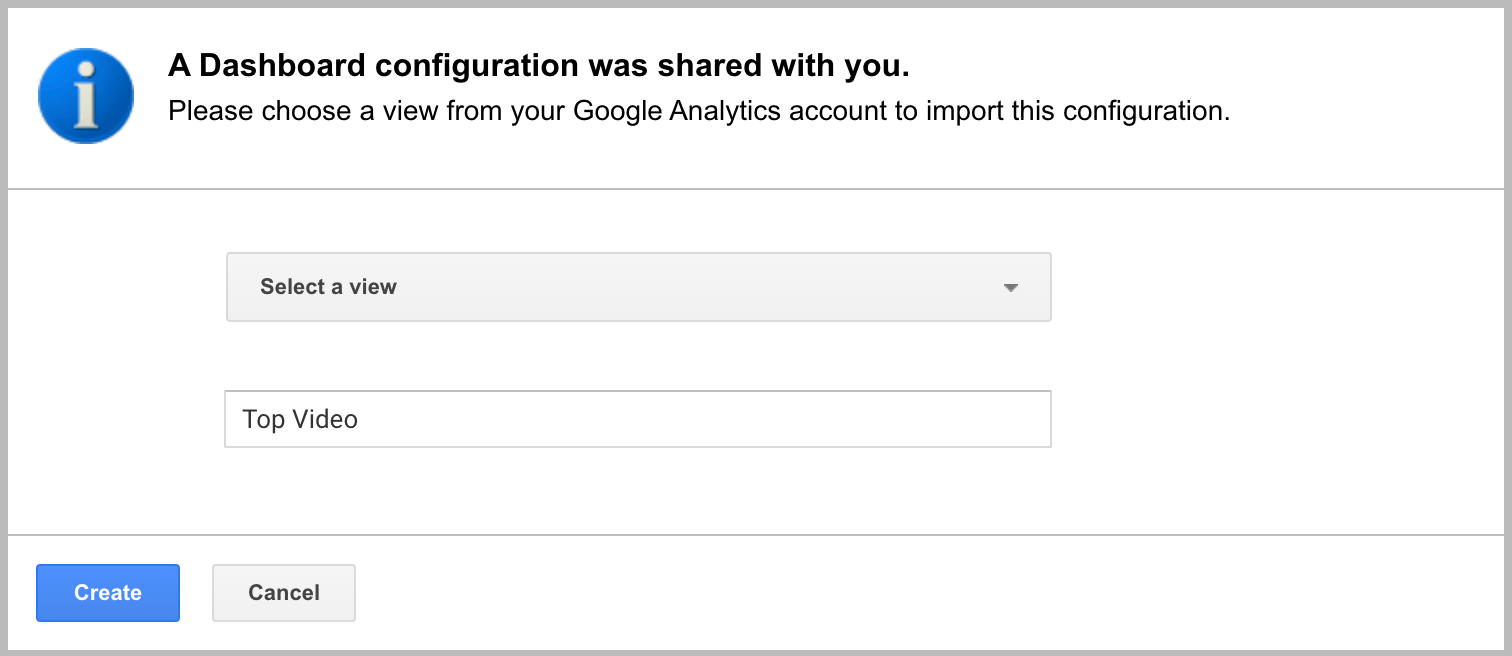 A Dashboard configuration was shared with you.
Please choose a view from your Google Analytics account to import this configuration.
Select a view
Top Video
Create
Cancel